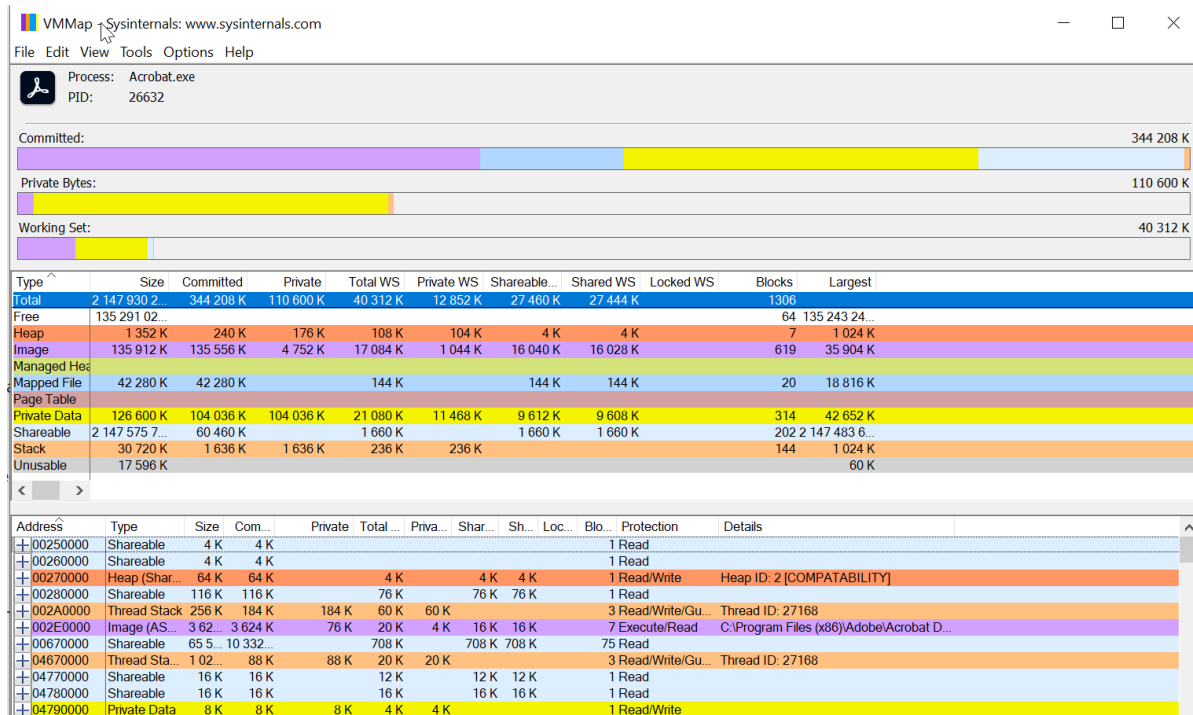 VMMap - Sysinternals: www.sysinternals.com
File Edit View Tools Options Help
Process: Acrobat.exe
PID: 26632
Committed: 344 208 K
Private Bytes: 110 600 K
Working Set: 40 312 K
Type Size Committed Private Total WS Private WS Shareable... Shared WS Locked WS Blocks Largest
Total 2 147 930 2... 344 208 K 110 600 K 40 312 K 12 852 K 27 460 K 27 444 K 1306
Free 135 291 02... 64 135 243 24...
Heap 1 352 K 240 K 176 K 108 K 104 K 4 K 4 K 7 1 024 K
Image 135 912 K 135 556 K 4 752 K 17 084 K 1 044 K 16 040 K 16 028 K 619 35 904 K
Managed Hea
Mapped File 42 280 K 42 280 K 144 K 144 K 144 K 20 18 816 K
Page Table
Private Data 126 600 K 104 036 K 104 036 K 21 080 K 11 468 K 9 612 K 9 608 K 314 42 652 K
Shareable 2 147 575 7... 60 460 K 1 660 K 1 660 K 1 660 K 202 2 147 483 6...
Stack 30 720 K 1 636 K 1 636 K 236 K 236 K 144 1 024 K
Unusable 17 596 K 60 K
Address Type Size Com... Private Total ... Priva... Shar... Sh... Loc... Blo... Protection Details
00250000 Shareable 4 K 4 K 1 Read
00260000 Shareable 4 K 4 K 1 Read
00270000 Heap (Shar... 64 K 64 K 4 K 4 K 4 K 1 Read/Write Heap ID: 2 [COMPATABILITY]
00280000 Shareable 116 K 116 K 76 K 76 K 76 K 1 Read
002A0000 Thread Stack 256 K 184 K 184 K 60 K 60 K 3 Read/Write/Gu... Thread ID: 27168
002E0000 Image (AS... 3 62... 3 624 K 76 K 20 K 4 K 16 K 16 K 7 Execute/Read C:\Program Files (x86)\Adobe\Acrobat D...
00670000 Shareable 65 5... 10 332... 708 K 708 K 708 K 75 Read
04670000 Thread Sta... 1 02... 88 K 88 K 20 K 20 K 3 Read/Write/Gu... Thread ID: 27168
04770000 Shareable 16 K 16 K 12 K 12 K 12 K 1 Read
04780000 Shareable 16 K 16 K 16 K 16 K 16 K 1 Read
04790000 Private Data 8 K 8 K 8 K 4 K 4 K 1 Read/Write